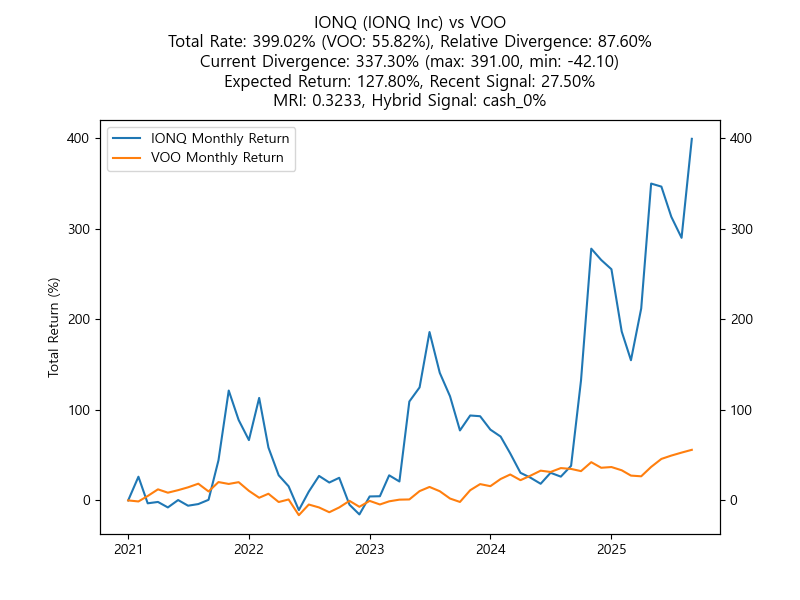 IONQ (IONQ Inc) vs VOO
Total Rate: 399.02% (VOO: 55.82%), Relative Divergence: 87.60%
Current Divergence: 337.30% (max: 391.00, min: -42.10)
Expected Return: 127.80%, Recent Signal: 27.50%
MRI: 0.3233, Hybrid Signal: cash_0%
IONQ Monthly Return
VOO Monthly Return
Total Return (%)
400
300
200
100
0
400
300
200
100
0
2021
2022
2023
2024
2025